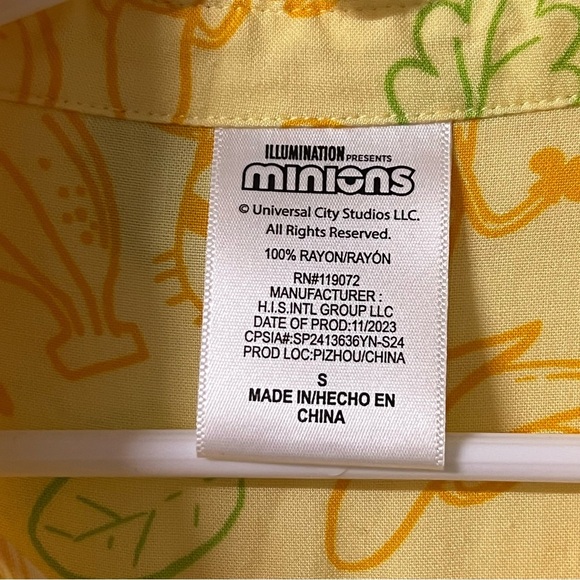 ILLUMINATION PRESENTS
minions
© Universal City Studios LLC.
All Rights Reserved.
100% RAYON/RAYÓN
RN#119072
MANUFACTURER :
H.I.S.INTL GROUP LLC
DATE OF PROD:11/2023
CPSIA#:SP2413636YN-S24
PROD LOC:PIZHOU/CHINA
S
MADE IN/HECHO EN
CHINA